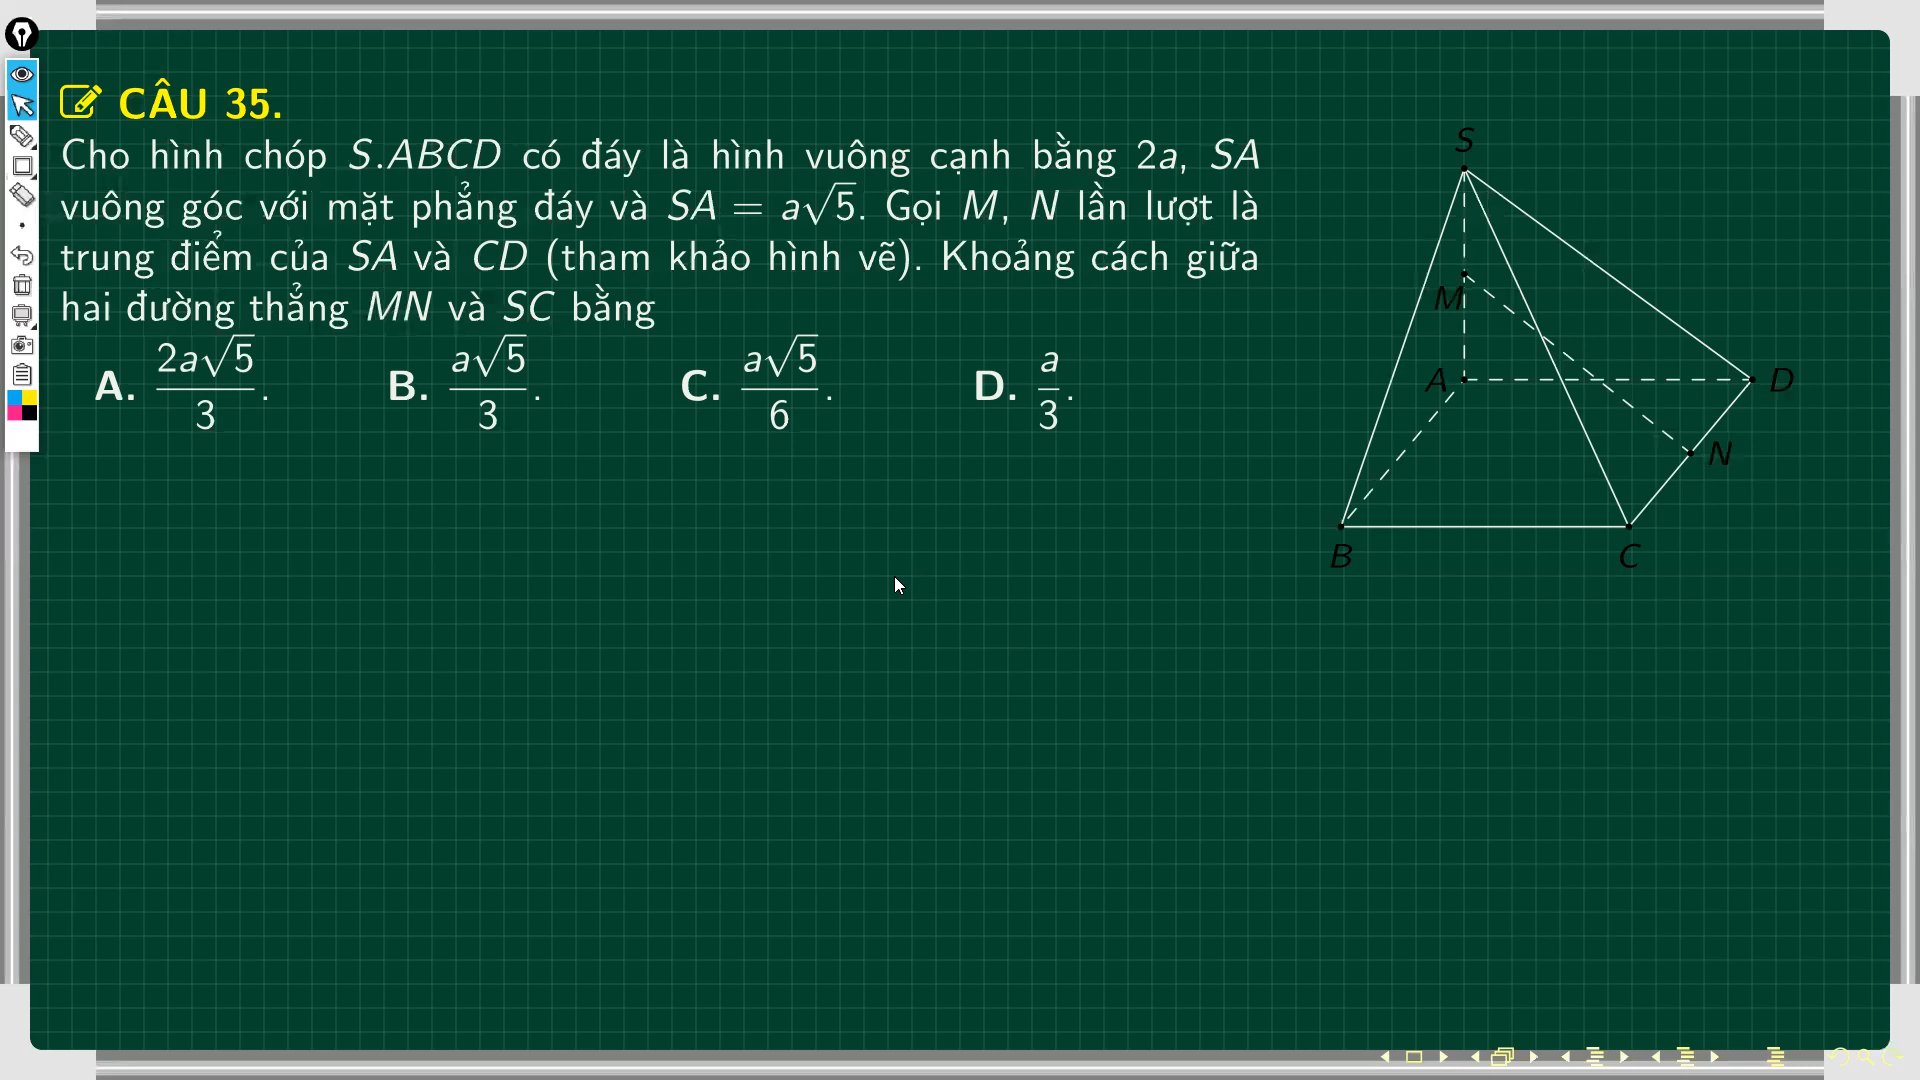 CÂU 35.
Cho hình chóp S.ABCD có đáy là hình vuông cạnh bằng 2a, SA
vuông góc với mặt phẳng đáy và SA = a√5. Gọi M, N lần lượt là
trung điểm của SA và CD (tham khảo hình vẽ). Khoảng cách giữa
hai đường thẳng MN và SC bằng
A. 2a√5/3. B. a√5/3. C. a√5/6. D. a/3.
S
M
A
D
N
B
C